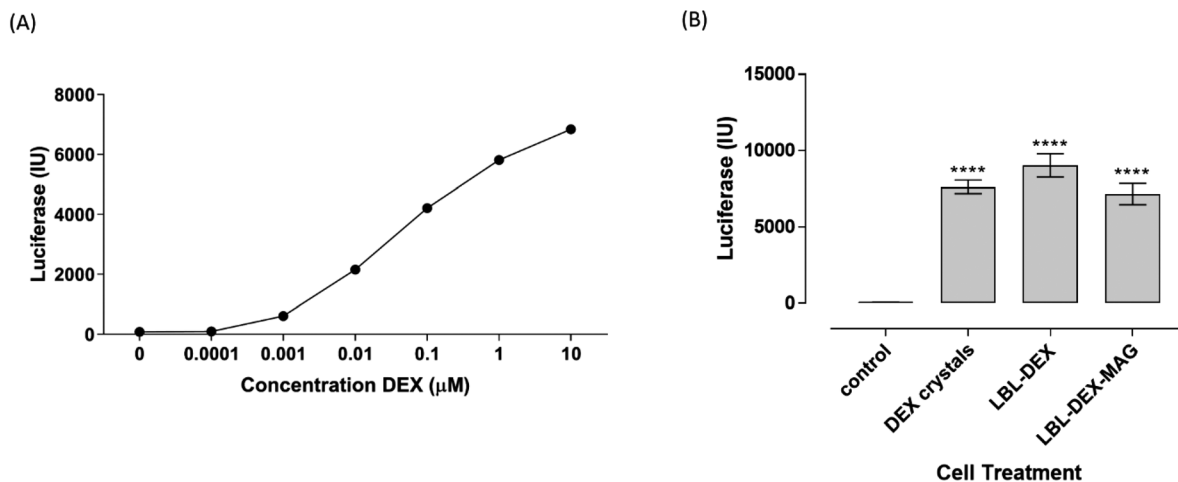 (A)
8000
6000
4000
2000
0
Luciferase (IU)
0 0.0001 0.001 0.01 0.1 1 10
Concentration DEX (μM)
(B)
15000
10000
5000
0
Luciferase (IU)
****
****
****
control
DEX crystals
LBL-DEX
LBL-DEX-MAG
Cell Treatment